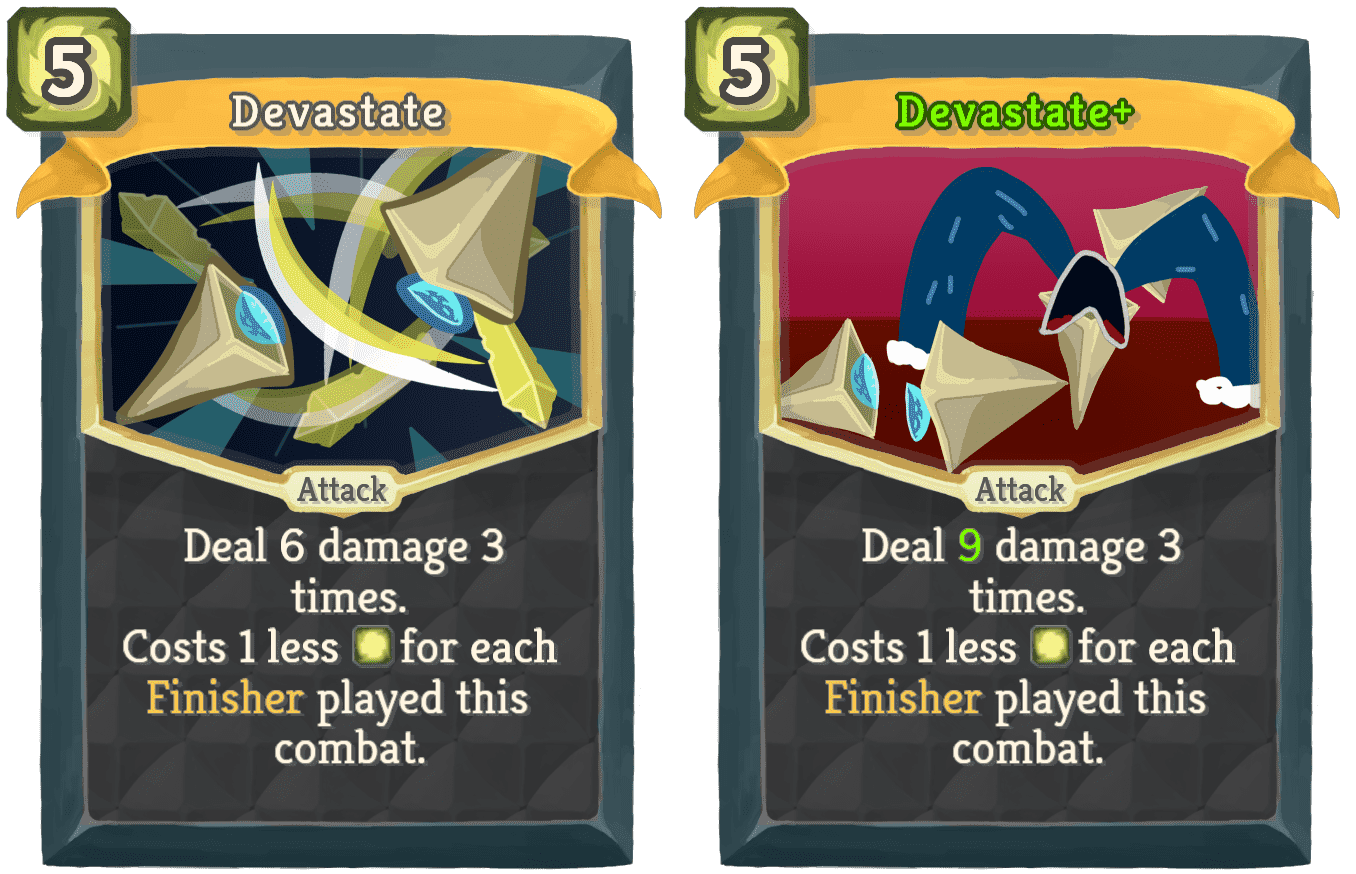 5
Devastate
Attack
Deal 6 damage 3
times.
Costs 1 less for each
Finisher played this
combat.
5
Devastate+
Attack
Deal 9 damage 3
times.
Costs 1 less for each
Finisher played this
combat.